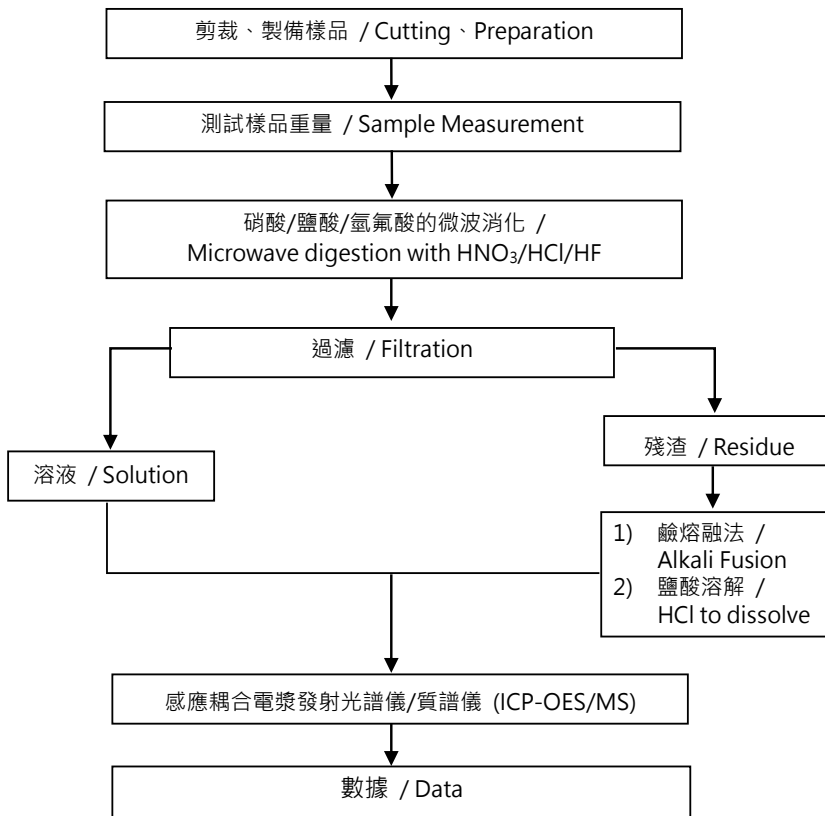 剪裁、製備樣品 / Cutting、Preparation
測試樣品重量 / Sample Measurement
硝酸/鹽酸/氫氟酸的微波消化 /
Microwave digestion with HNO₃/HCl/HF
過濾 / Filtration
溶液 / Solution
殘渣 / Residue
1) 鹼熔融法 /
Alkali Fusion
2) 鹽酸溶解 /
HCl to dissolve
感應耦合電漿發射光譜儀/質譜儀 (ICP-OES/MS)
數據 / Data